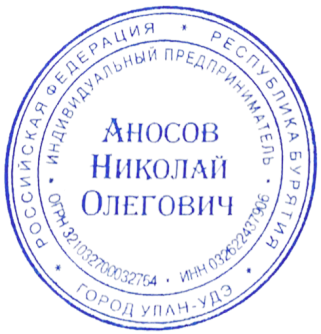 РОССИЙСКАЯ ФЕДЕРАЦИЯ * РЕСПУБЛИКА БУРЯТИЯ
* ГОРОД УЛАН-УДЭ *
* ИНДИВИДУАЛЬНЫЙ ПРЕДПРИНИМАТЕЛЬ *
ОГРН 321032700032754 * ИНН 032622437906
АНОСОВ
НИКОЛАЙ
ОЛЕГОВИЧ